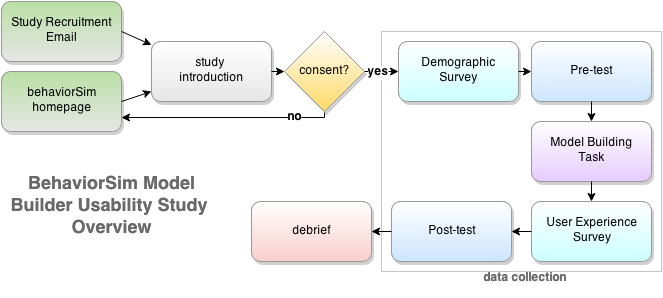 Study Recruitment
Email
study
introduction
consent?
yes
Demographic
Survey
Pre-test
behaviorSim
homepage
no
Model Building
Task
BehaviorSim Model
Builder Usability Study
Overview
debrief
Post-test
User Experience
Survey
data collection